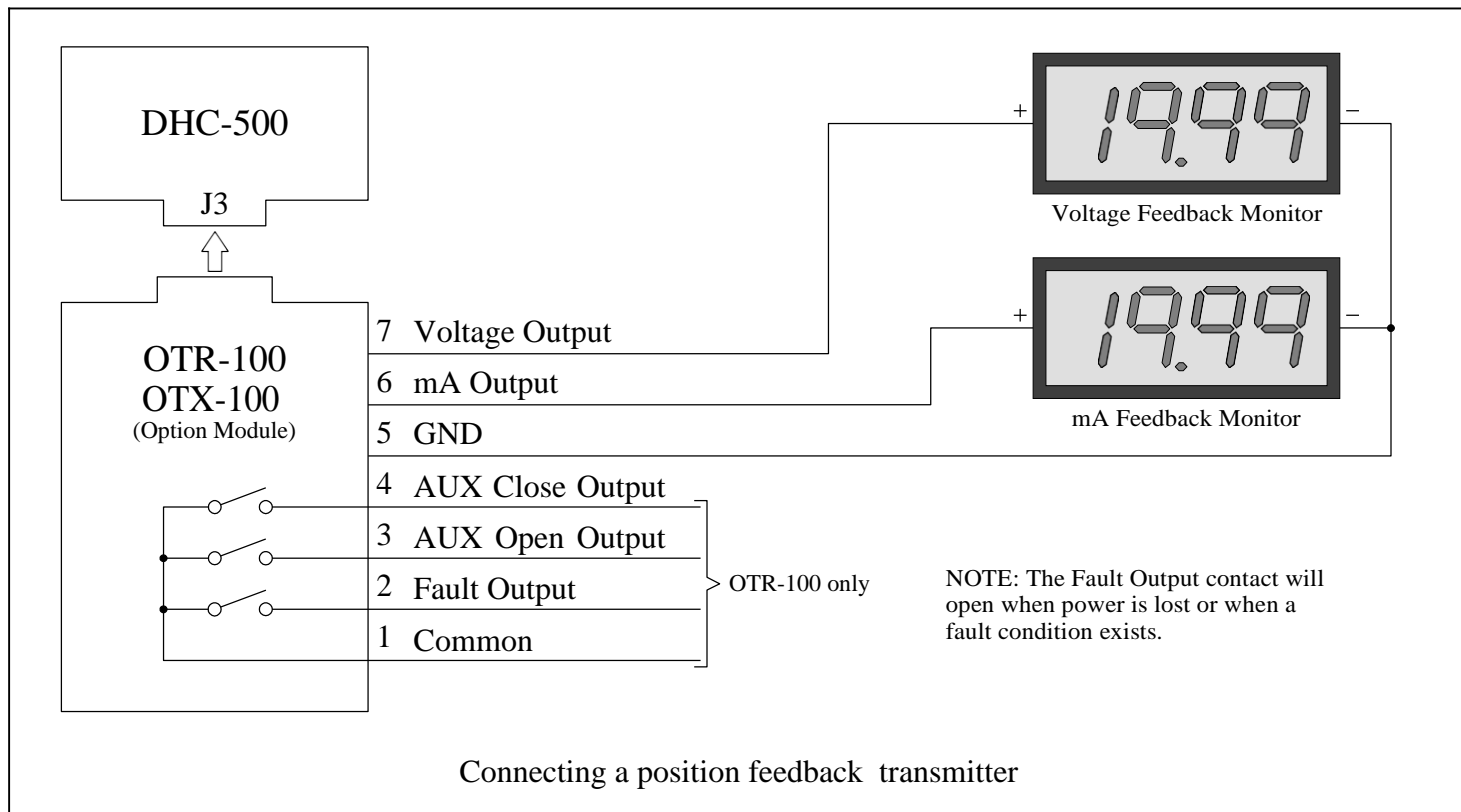 DHC-500
J3
OTR-100
OTX-100
(Option Module)
7 Voltage Output
6 mA Output
5 GND
4 AUX Close Output
3 AUX Open Output
2 Fault Output
1 Common
OTR-100 only
+ 19.99 −
Voltage Feedback Monitor
+ 19.99 −
mA Feedback Monitor
NOTE: The Fault Output contact will
open when power is lost or when a
fault condition exists.
Connecting a position feedback transmitter